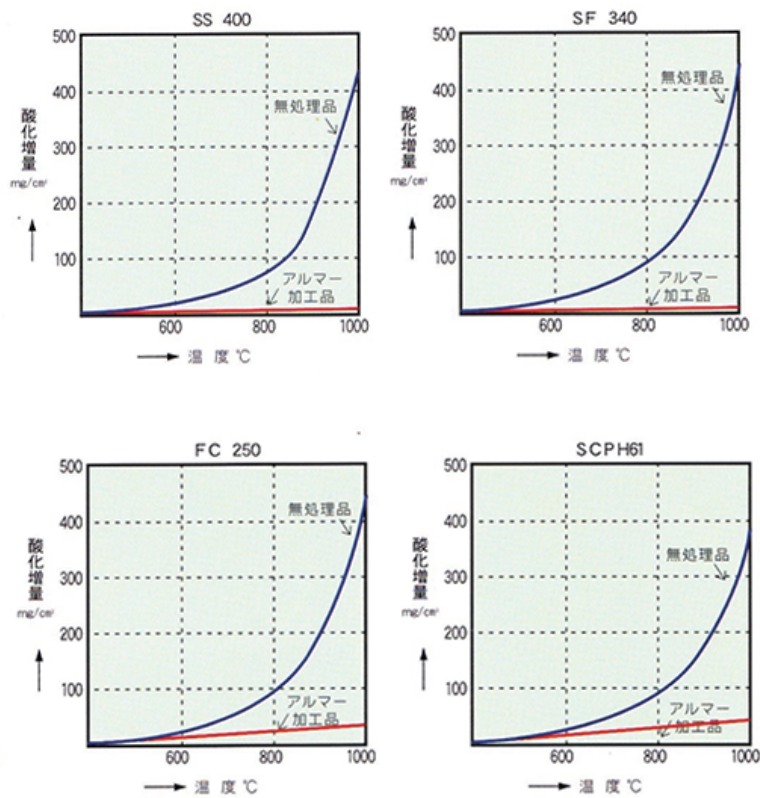 SS 400
500
400
300
200
100
酸化増量
mg/cm²
無処理品
アルマー
加工品
600
800
1000
温度℃
SF 340
500
400
300
200
100
酸化増量
mg/cm²
無処理品
アルマー
加工品
600
800
1000
温度℃
FC 250
500
400
300
200
100
酸化増量
mg/cm²
無処理品
アルマー
加工品
600
800
1000
温度℃
SCPH61
500
400
300
200
100
酸化増量
mg/cm²
無処理品
アルマー
加工品
600
800
1000
温度℃